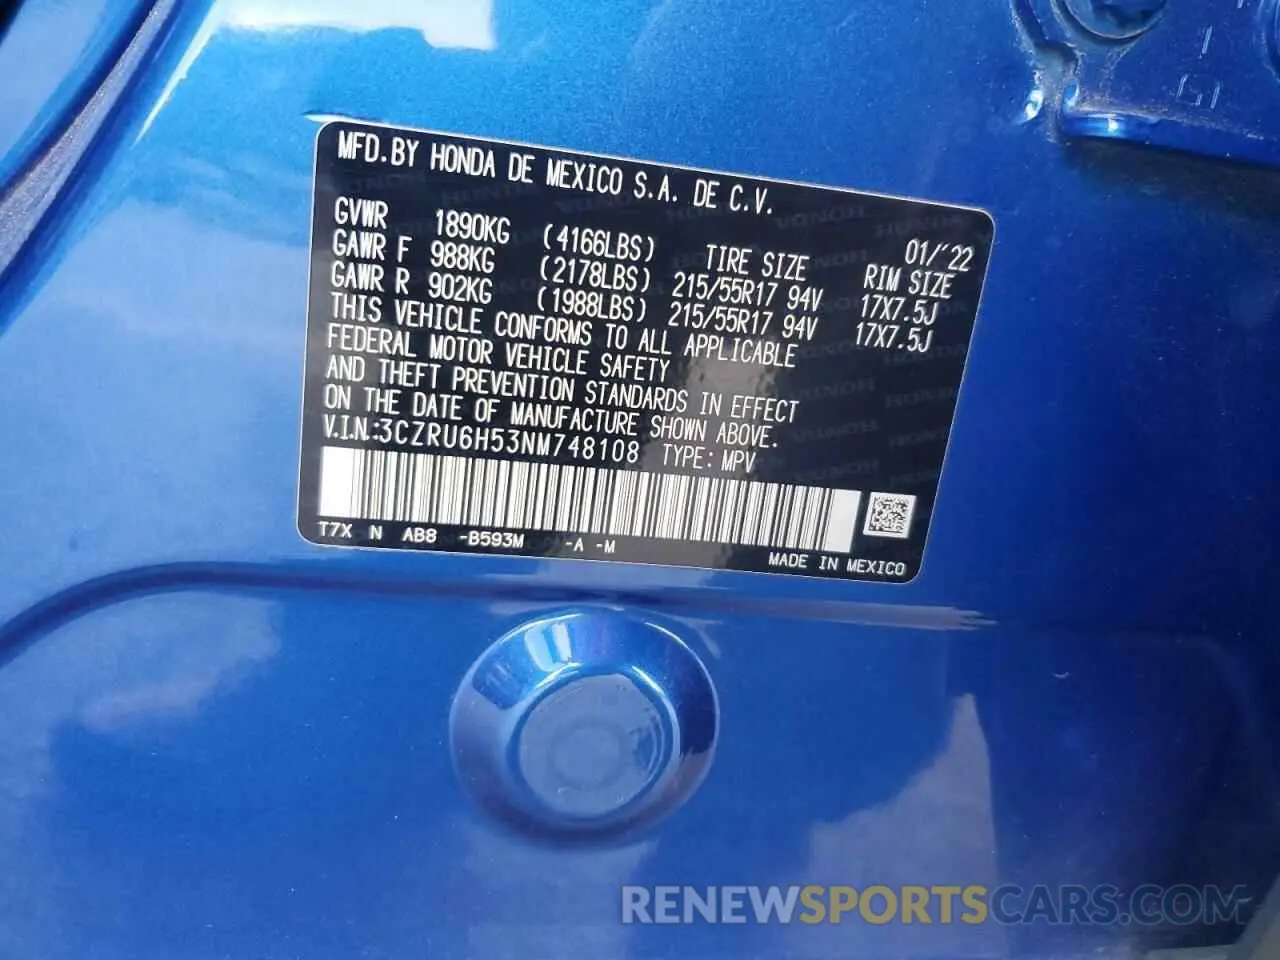 MFD.BY HONDA DE MEXICO S.A. DE C.V.
01/'22
GVWR 1890KG (4166LBS) TIRE SIZE RIM SIZE
GAWR F 988KG (2178LBS) 215/55R17 94V 17X7.5J
GAWR R 902KG (1988LBS) 215/55R17 94V 17X7.5J
THIS VEHICLE CONFORMS TO ALL APPLICABLE
FEDERAL MOTOR VEHICLE SAFETY
AND THEFT PREVENTION STANDARDS IN EFFECT
ON THE DATE OF MANUFACTURE SHOWN ABOVE.
V.I.N.:3CZRU6H53NM748108 TYPE: MPV
T7X N AB8 -B593M -A -M
MADE IN MEXICO
RENEWSPORTSCARS.COM